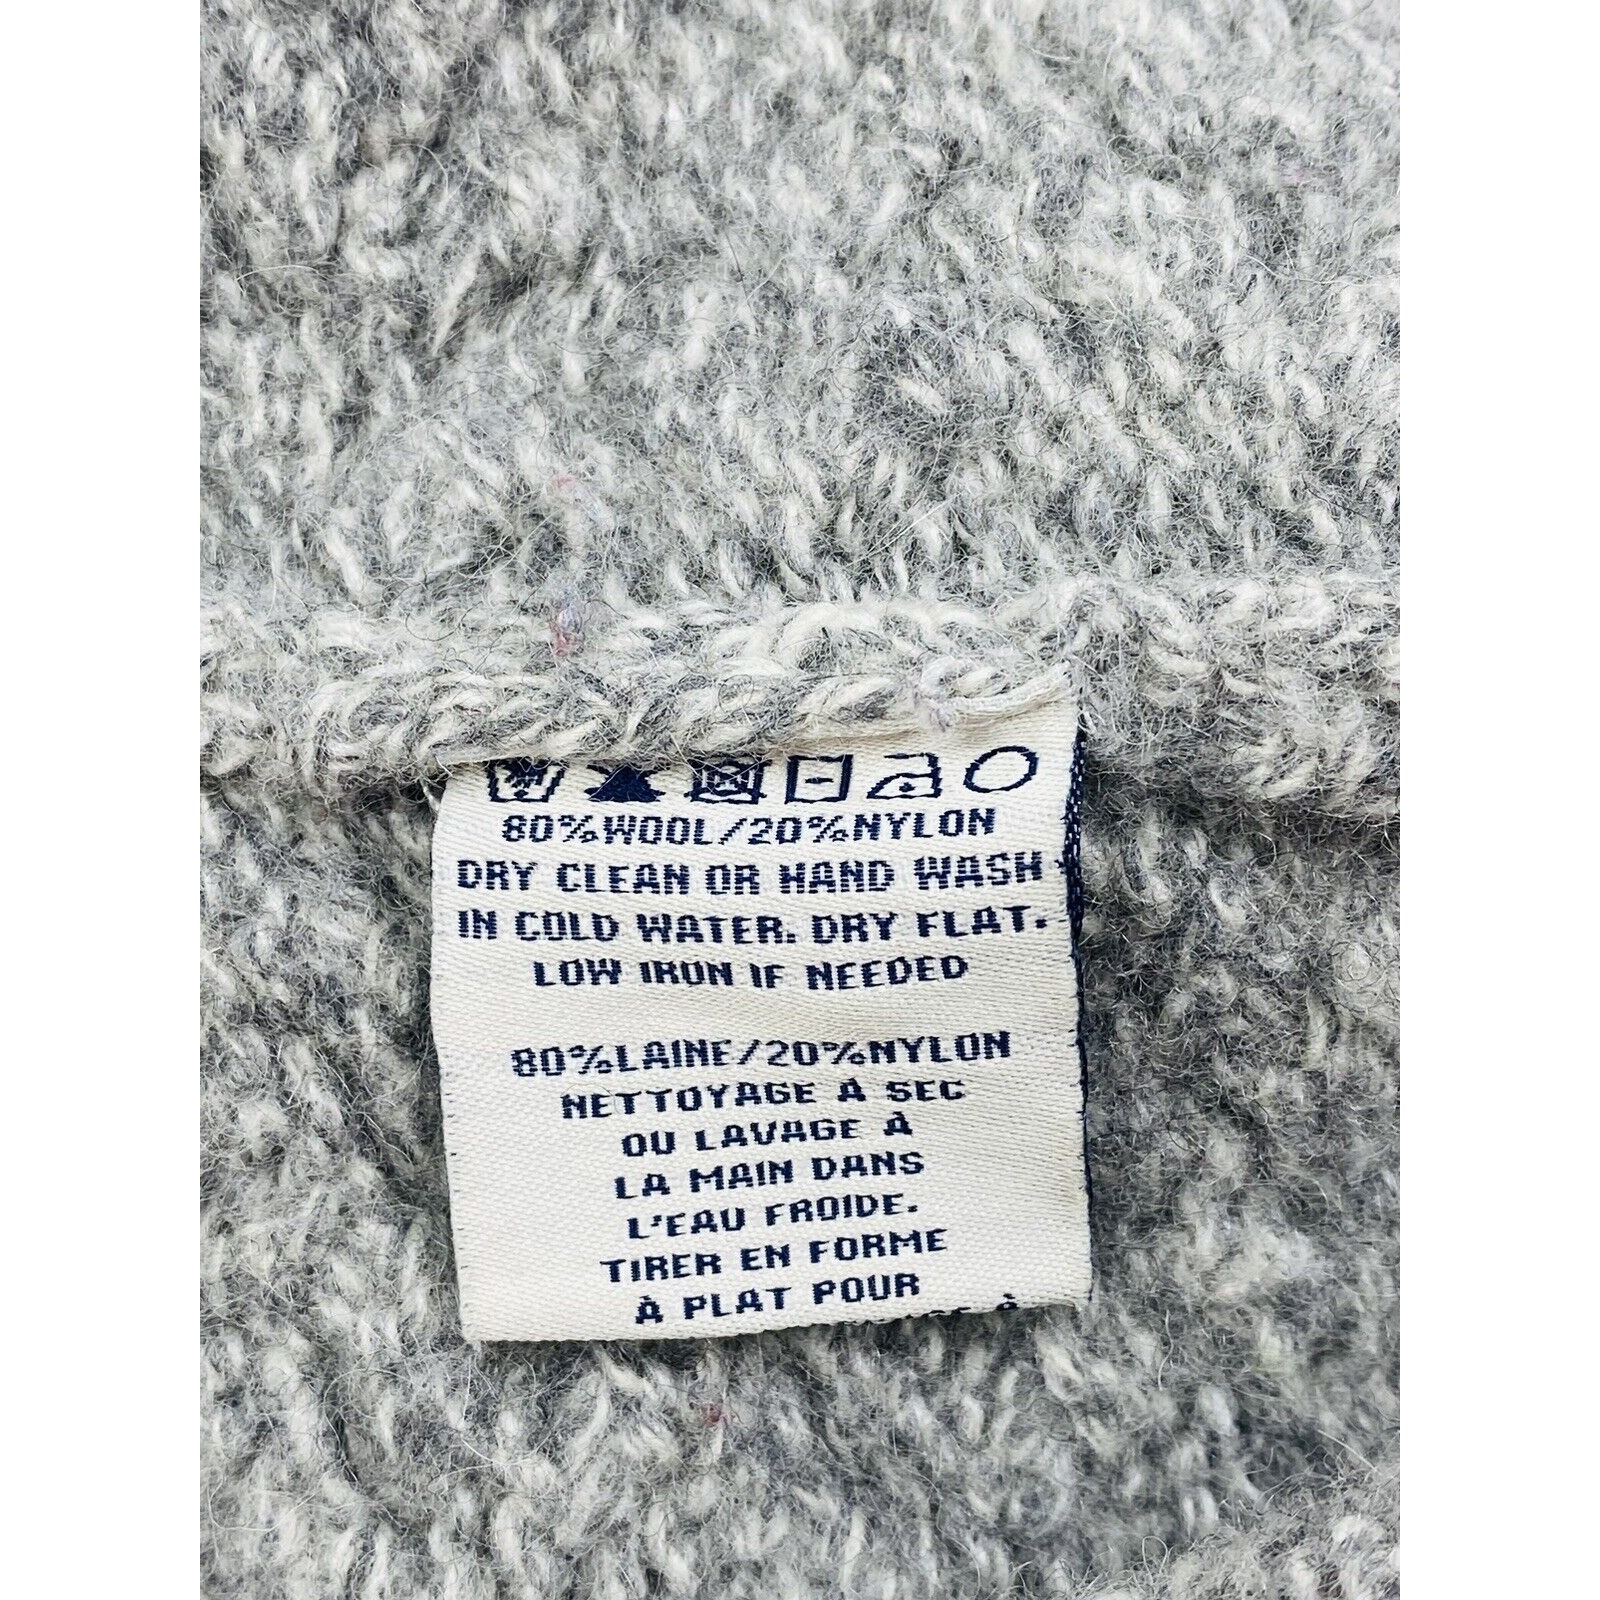 80%WOOL/20%NYLON
DRY CLEAN OR HAND WASH
IN COLD WATER. DRY FLAT.
LOW IRON IF NEEDED
80%LAINE/20%NYLON
NETTOYAGE À SEC
OU LAVAGE À
LA MAIN DANS
L'EAU FROIDE.
TIRER EN FORME
À PLAT POUR